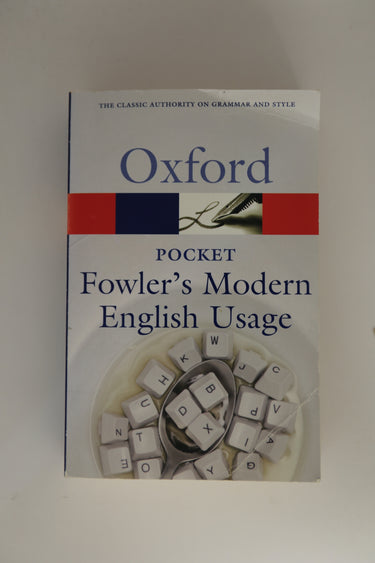 THE CLASSIC AUTHORITY ON GRAMMAR AND STYLE
Oxford
POCKET
Fowler's Modern
English Usage
W
K
J
C
H
B
P
V
U
D
X
A
N
T
E
O
Y